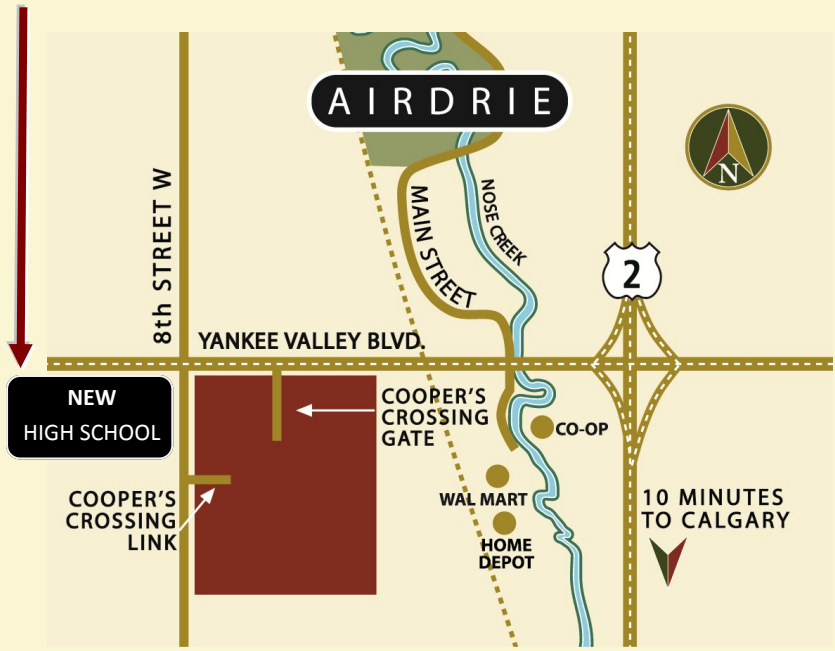 AIRDRIE
N
8th STREET W
MAIN STREET
NOSE CREEK
2
YANKEE VALLEY BLVD.
NEW
HIGH SCHOOL
COOPER'S
CROSSING
GATE
CO-OP
COOPER'S
CROSSING
LINK
WAL MART
HOME
DEPOT
10 MINUTES
TO CALGARY